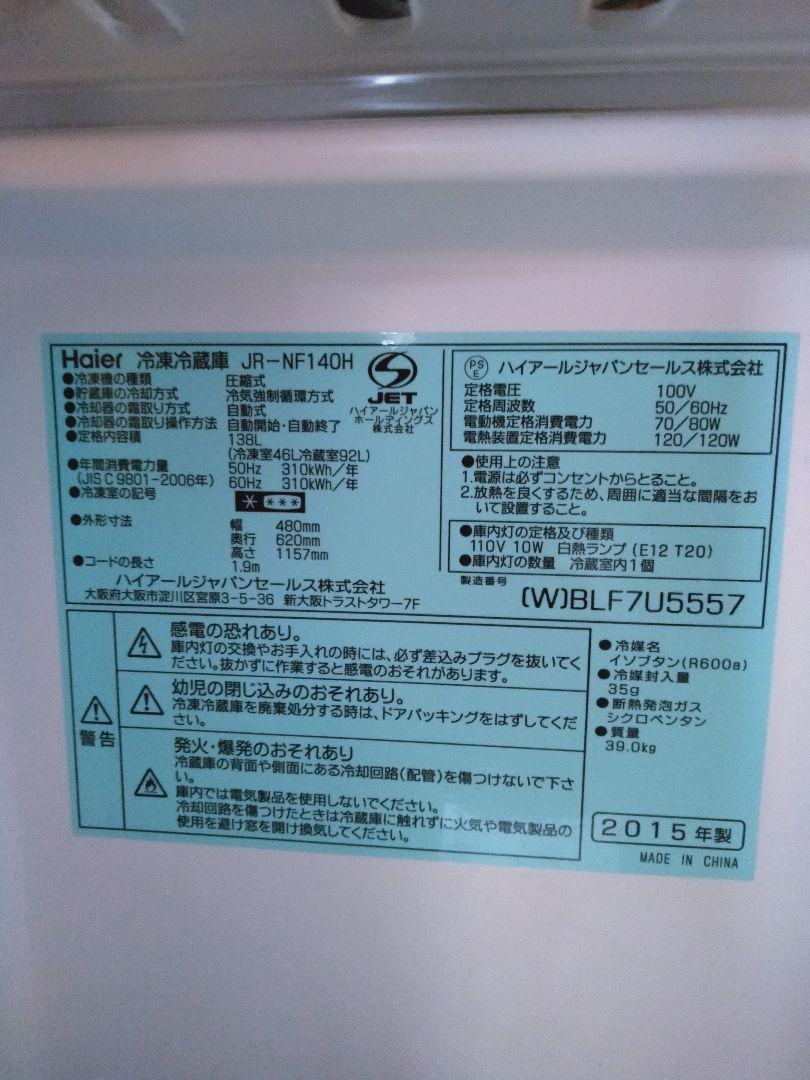 Haier 冷凍冷蔵庫 JR-NF140H
●冷凍機の種類 圧縮式
●貯蔵庫の冷却方式 冷気強制循環方式
●冷却器の霜取り方式 自動式
●冷却器の霜取り操作方法 自動開始・自動終了
●定格内容積 138L
(冷凍室46L冷蔵室92L)
●年間消費電力量 50Hz 310kWh/年
(JIS C 9801-2006年) 60Hz 310kWh/年
●冷凍室の記号
●外形寸法 幅 480mm
奥行 620mm
高さ 1157mm
●コードの長さ 1.9m
ハイアールジャパンセールス株式会社
大阪府大阪市淀川区宮原3-5-36 新大阪トラストタワー7F
S
JET
ハイアールジャパン
ホールディングス
株式会社
PS
E ハイアールジャパンセールス株式会社
定格電圧 100V
定格周波数 50/60Hz
電動機定格消費電力 70/80W
電熱装置定格消費電力 120/120W
●使用上の注意
1.電源は必ずコンセントからとること。
2.放熱を良くするため、周囲に適当な間隔をお
いて設置すること。
●庫内灯の定格及び種類
110V 10W 白熱ランプ(E12 T20)
●庫内灯の数量 冷蔵室内1個
製造番号
(W)BLF7U5557
警告
感電の恐れあり。
庫内灯の交換やお手入れの時には、必ず差込みプラグを抜いてく
ださい。抜かずに作業すると感電のおそれがあります。
幼児の閉じ込めのおそれあり。
冷凍冷蔵庫を廃棄処分する時は、ドアパッキングをはずしてくだ
さい。
発火・爆発のおそれあり
冷蔵庫の背面や側面にある冷却回路(配管)を傷つけないで下さ
い。
庫内では電気製品を使用しないでください。
冷却回路を傷つけたときは冷蔵庫に触れずに火気や電気製品の
使用を避け窓を開け換気してください。
●冷媒名
イソブタン(R600a)
●冷媒封入量
35g
●断熱発泡ガス
シクロペンタン
●質量
39.0kg
2015年製
MADE IN CHINA